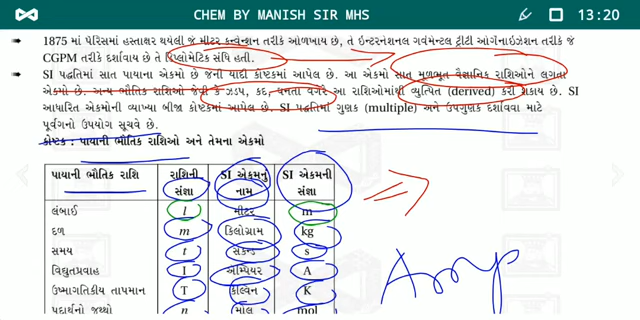 CHEM BY MANISH SIR MHS
13:20
➔ 1875 માં પેરિસમાં હસ્તાક્ષર થયેલી જે મીટર કન્વેન્શન તરીકે ઓળખાય છે, તે ઇન્ટરનેશનલ ગર્વમેન્ટલ ટ્રીટી ઓર્ગેનાઇઝેશન તરીકે જ
CGPM તરીકે દર્શાવાય છે તે ડિપ્લોમેટિક સંધિ હતી.
➔ SI પદ્ધતિમાં સાત પાયાના એકમો છે જેની યાદી કોષ્ટકમાં આપેલ છે. આ એકમો સાત મૂળભૂત વૈજ્ઞાનિક રાશિઓને લગતા
એકમો છે. અન્ય ભૌતિક રાશિઓ જેવી કે ઝડપ, કદ, ઘનતા વગેરે આ રાશિઓમાંથી વ્યુત્પિત (derived) કરી શકાય છે. SI
આધારિત એકમોની વ્યાખ્યા બીજા કોષ્ટકમાં આપેલ છે. SI પદ્ધતિમાં ગુણક (multiple) અને ઉપગુણક દર્શાવવા માટે
પૂર્વગનો ઉપયોગ સૂચવે છે.
કોષ્ટક : પાયાની ભૌતિક રાશિઓ અને તેમના એકમો
પાયાની ભૌતિક રાશિ રાશિની સંજ્ઞા SI એકમનું નામ SI એકમની સંજ્ઞા
લંબાઈ l મીટર m
દળ m કિલોગ્રામ kg
સમય t સેકન્ડ s
વિદ્યુતપ્રવાહ I એમ્પિયર A
ઉષ્માગતિકીય તાપમાન T કેલ્વિન K
પદાર્થનો જથ્થો n મોલ mol
Amp